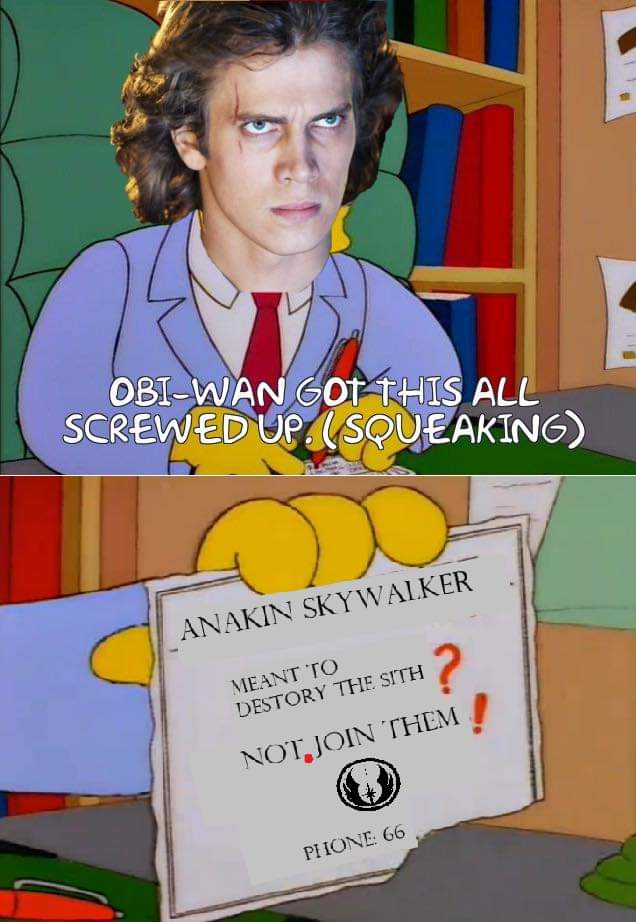 OBI-WAN GOT THIS ALL
SCREWED UP. (SQUEAKING)
ANAKIN SKYWALKER
MEANT TO
DESTORY THE SITH ?
NOT. JOIN THEM !
PHONE: 66